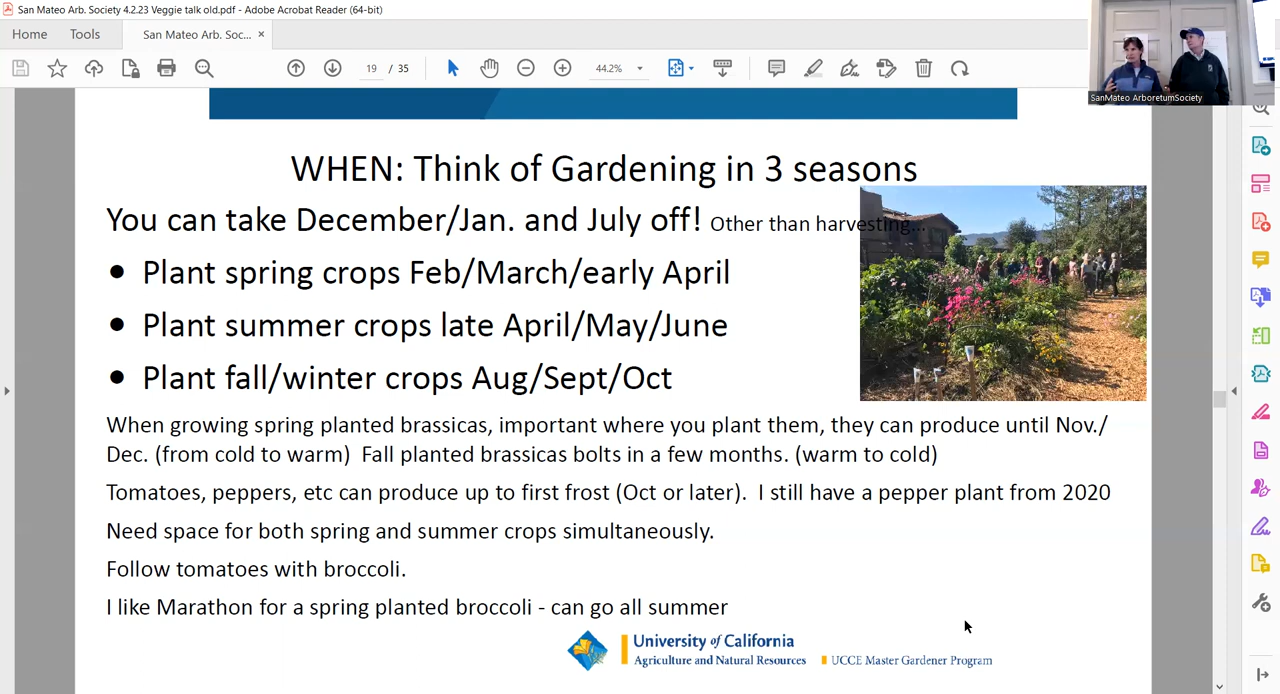 San Mateo Arb. Society 4.2.23 Veggie talk old.pdf - Adobe Acrobat Reader (64-bit)
Home Tools San Mateo Arb. Soc... ×
19 / 35 44.2%
SanMateo ArboretumSociety
WHEN: Think of Gardening in 3 seasons
You can take December/Jan. and July off! Other than harvesting...
• Plant spring crops Feb/March/early April
• Plant summer crops late April/May/June
• Plant fall/winter crops Aug/Sept/Oct
When growing spring planted brassicas, important where you plant them, they can produce until Nov./
Dec. (from cold to warm) Fall planted brassicas bolts in a few months. (warm to cold)
Tomatoes, peppers, etc can produce up to first frost (Oct or later). I still have a pepper plant from 2020
Need space for both spring and summer crops simultaneously.
Follow tomatoes with broccoli.
I like Marathon for a spring planted broccoli - can go all summer
University of California
Agriculture and Natural Resources UCCE Master Gardener Program